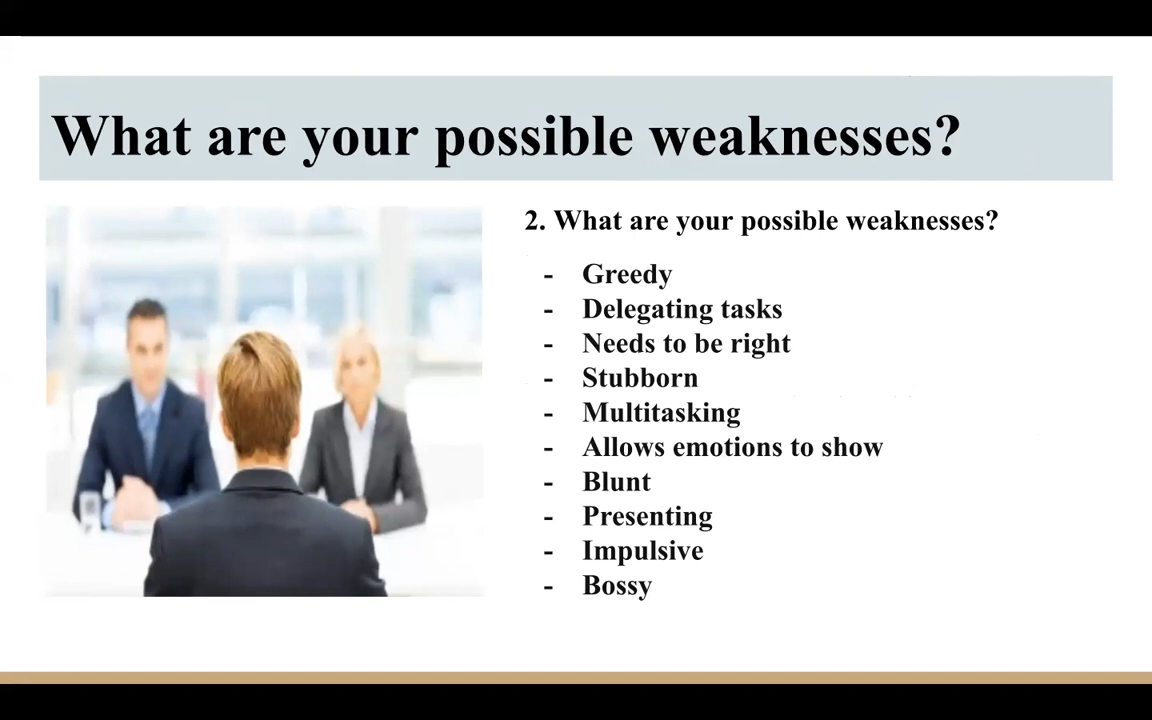 What are your possible weaknesses?
2. What are your possible weaknesses?
- Greedy
- Delegating tasks
- Needs to be right
- Stubborn
- Multitasking
- Allows emotions to show
- Blunt
- Presenting
- Impulsive
- Bossy